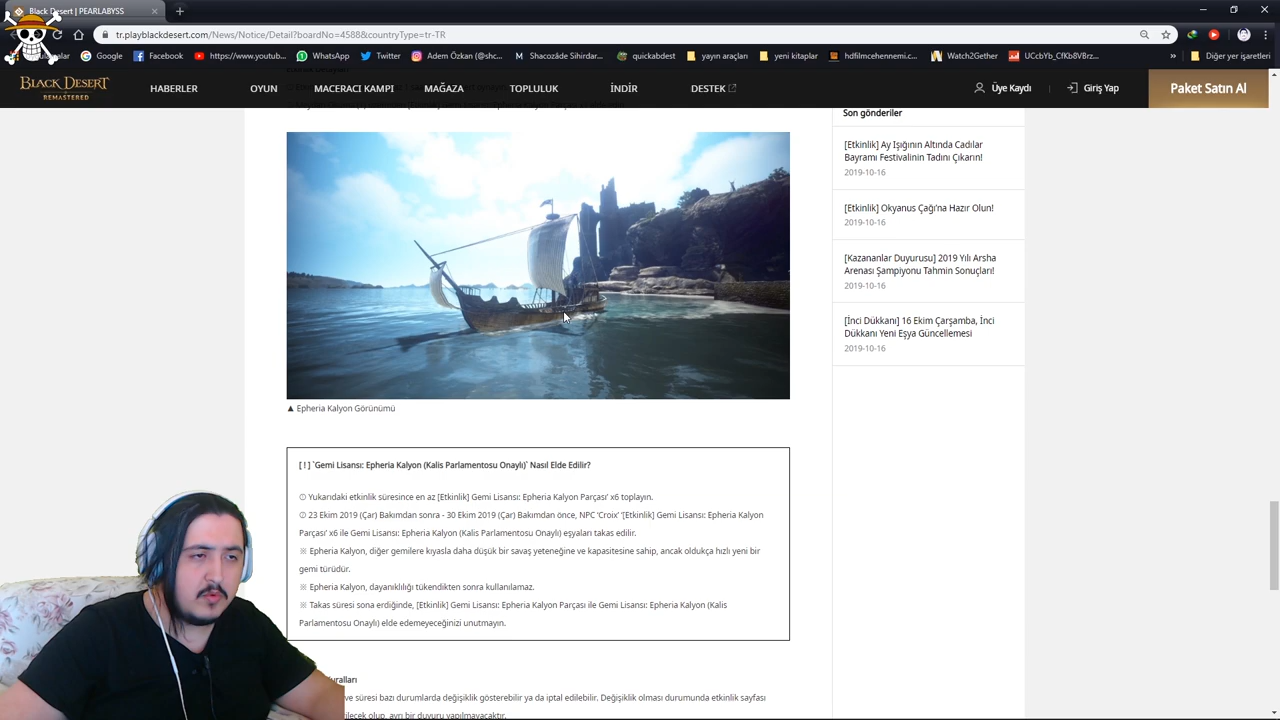 Black Desert | PEARLABYSS
tr.playblackdesert.com/News/Notice/Detail?boardNo=4588&countryType=tr-TR
Google
Facebook
https://www.youtub...
WhatsApp
Twitter
Adem Özkan (@shc...
Shacozâde Sihirdar...
quickabdest
yayın araçları
yeni kitaplar
hdfilmcehennemi.c...
Watch2Gether
UCcbYb_CfKb8VBrz...
Diğer yer işaretleri
BLACK DESERT
REMASTERED
HABERLER
OYUN
MACERACI KAMPI
MAĞAZA
TOPLULUK
İNDİR
DESTEK
Üye Kaydı
Giriş Yap
Paket Satın Al
▲ Epheria Kalyon Görünümü
[ ! ] `Gemi Lisansı: Epheria Kalyon (Kalis Parlamentosu Onaylı)` Nasıl Elde Edilir?
① Yukarıdaki etkinlik süresince en az [Etkinlik] Gemi Lisansı: Epheria Kalyon Parçası' x6 toplayın.
② 23 Ekim 2019 (Çar) Bakımdan sonra - 30 Ekim 2019 (Çar) Bakımdan önce, NPC 'Croix' '[Etkinlik] Gemi Lisansı: Epheria Kalyon
Parçası' x6 ile Gemi Lisansı: Epheria Kalyon (Kalis Parlamentosu Onaylı) eşyaları takas edilir.
※ Epheria Kalyon, diğer gemilere kıyasla daha düşük bir savaş yeteneğine ve kapasitesine sahip, ancak oldukça hızlı yeni bir
gemi türüdür.
※ Epheria Kalyon, dayanıklılığı tükendikten sonra kullanılamaz.
※ Takas süresi sona erdiğinde, [Etkinlik] Gemi Lisansı: Epheria Kalyon Parçası ile Gemi Lisansı: Epheria Kalyon (Kalis
Parlamentosu Onaylı) elde edemeyeceğinizi unutmayın.
uralları
ve süresi bazı durumlarda değişiklik gösterebilir ya da iptal edilebilir. Değişiklik olması durumunda etkinlik sayfası
ilecek olup, ayrı bir duyuru yapılmayacaktır.
Son gönderiler
[Etkinlik] Ay Işığının Altında Cadılar
Bayramı Festivalinin Tadını Çıkarın!
2019-10-16
[Etkinlik] Okyanus Çağı'na Hazır Olun!
2019-10-16
[Kazananlar Duyurusu] 2019 Yılı Arsha
Arenası Şampiyonu Tahmin Sonuçları!
2019-10-16
[İnci Dükkanı] 16 Ekim Çarşamba, İnci
Dükkanı Yeni Eşya Güncellemesi
2019-10-16